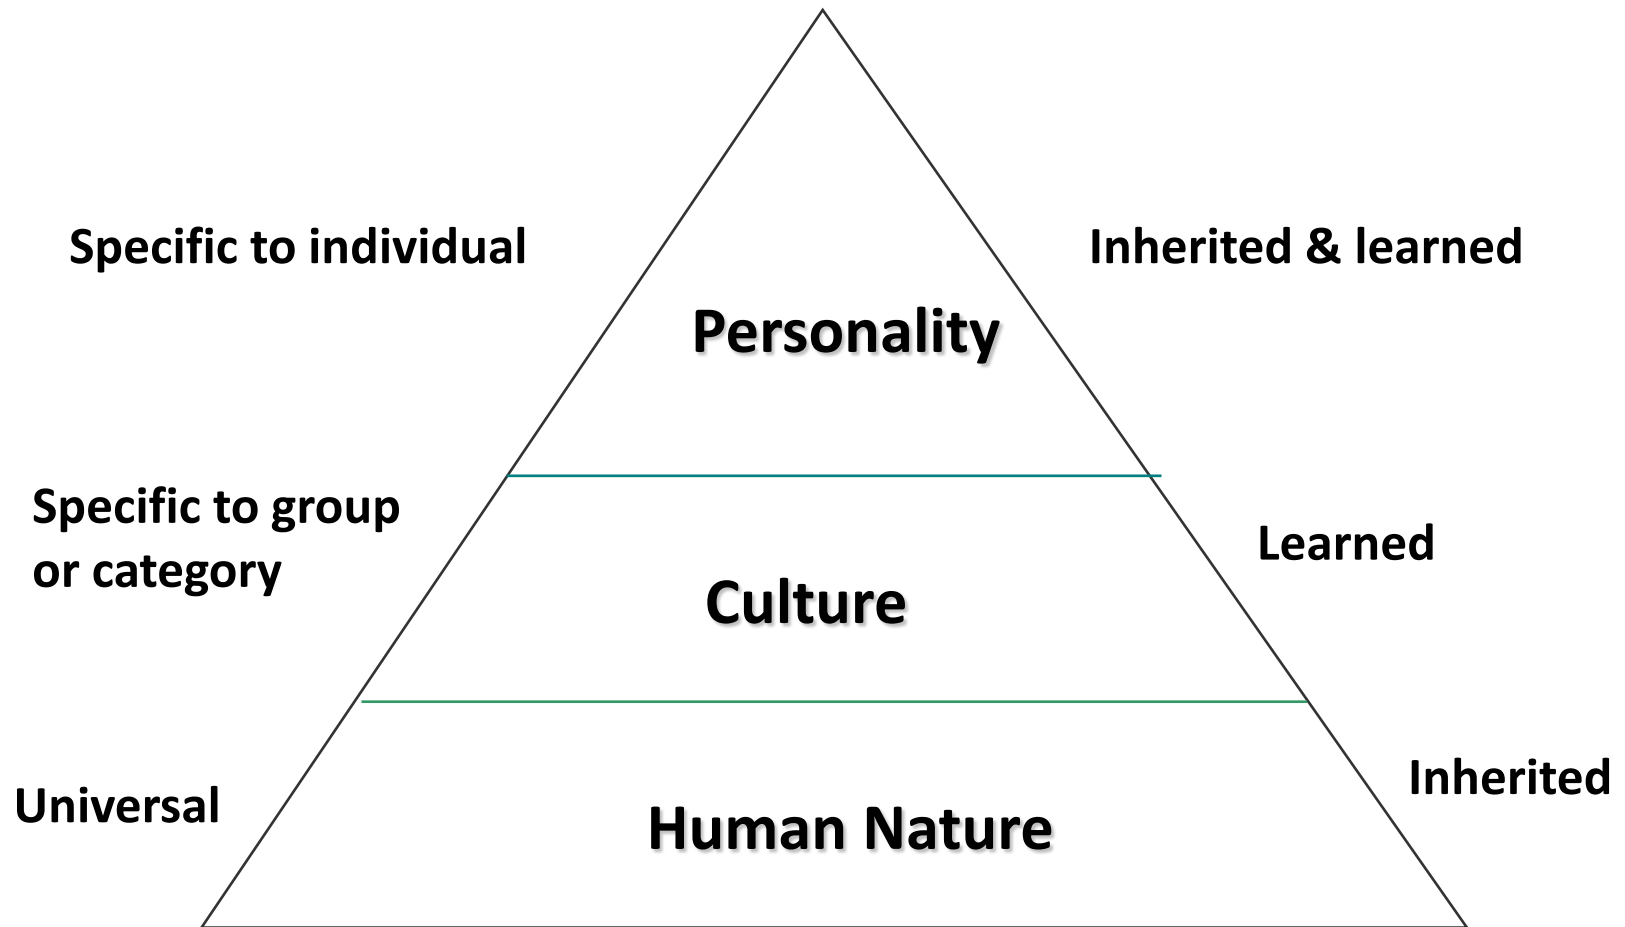 Specific to individual
Inherited & learned
Personality
Specific to group
or category
Learned
Culture
Universal
Inherited
Human Nature